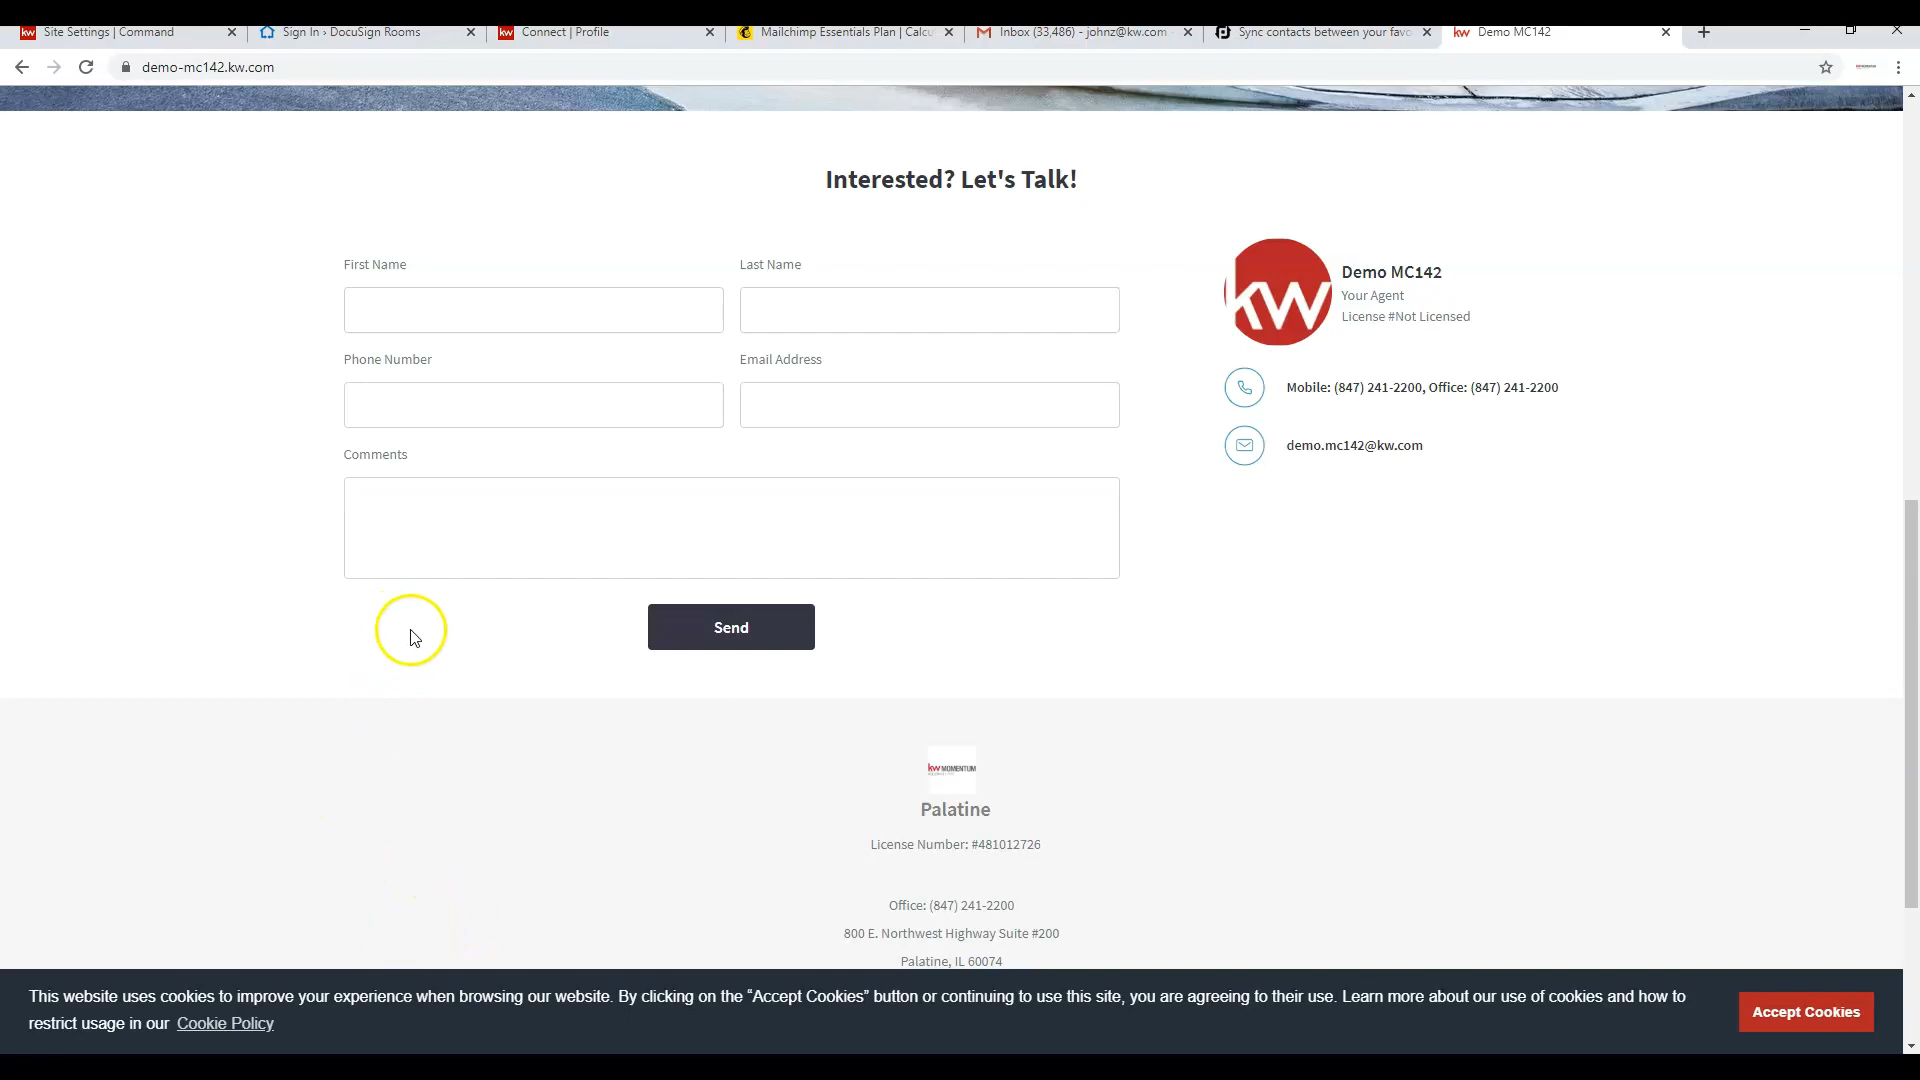 Site Settings | Command
Sign In › DocuSign Rooms
Connect | Profile
Mailchimp Essentials Plan | Calcu
Inbox (33,486) - johnz@kw.com
Sync contacts between your favo
Demo MC142
demo-mc142.kw.com
Interested? Let's Talk!
First Name
Last Name
Phone Number
Email Address
Comments
Send
kw
Demo MC142
Your Agent
License #Not Licensed
Mobile: (847) 241-2200, Office: (847) 241-2200
demo.mc142@kw.com
kw MOMENTUM
Palatine
License Number: #481012726
Office: (847) 241-2200
800 E. Northwest Highway Suite #200
Palatine, IL 60074
This website uses cookies to improve your experience when browsing our website. By clicking on the “Accept Cookies” button or continuing to use this site, you are agreeing to their use. Learn more about our use of cookies and how to
restrict usage in our Cookie Policy
Accept Cookies